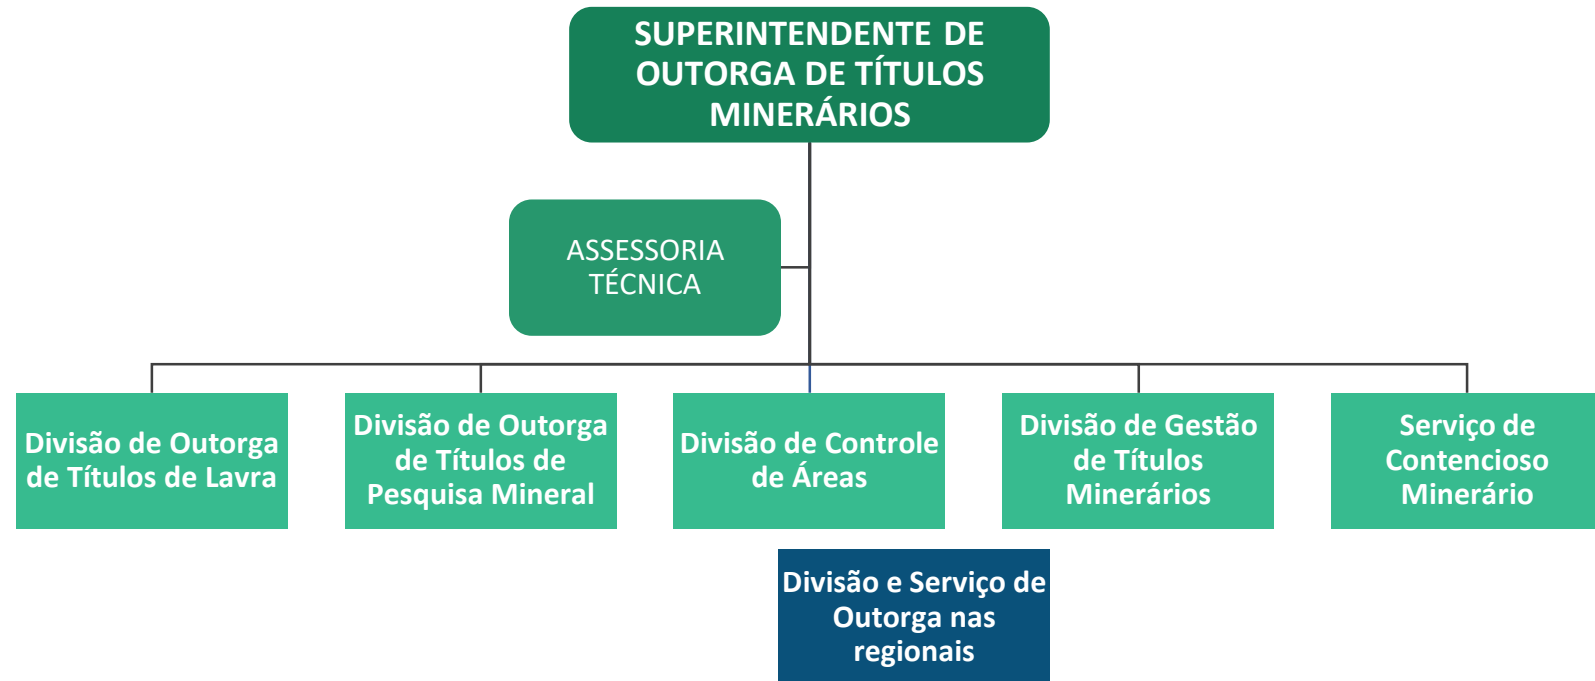 SUPERINTENDENTE DE
OUTORGA DE TÍTULOS
MINERÁRIOS
ASSESSORIA
TÉCNICA
Divisão de Outorga
de Títulos de Lavra
Divisão de Outorga
de Títulos de
Pesquisa Mineral
Divisão de Controle
de Áreas
Divisão de Gestão
de Títulos
Minerários
Serviço de
Contencioso
Minerário
Divisão e Serviço de
Outorga nas
regionais